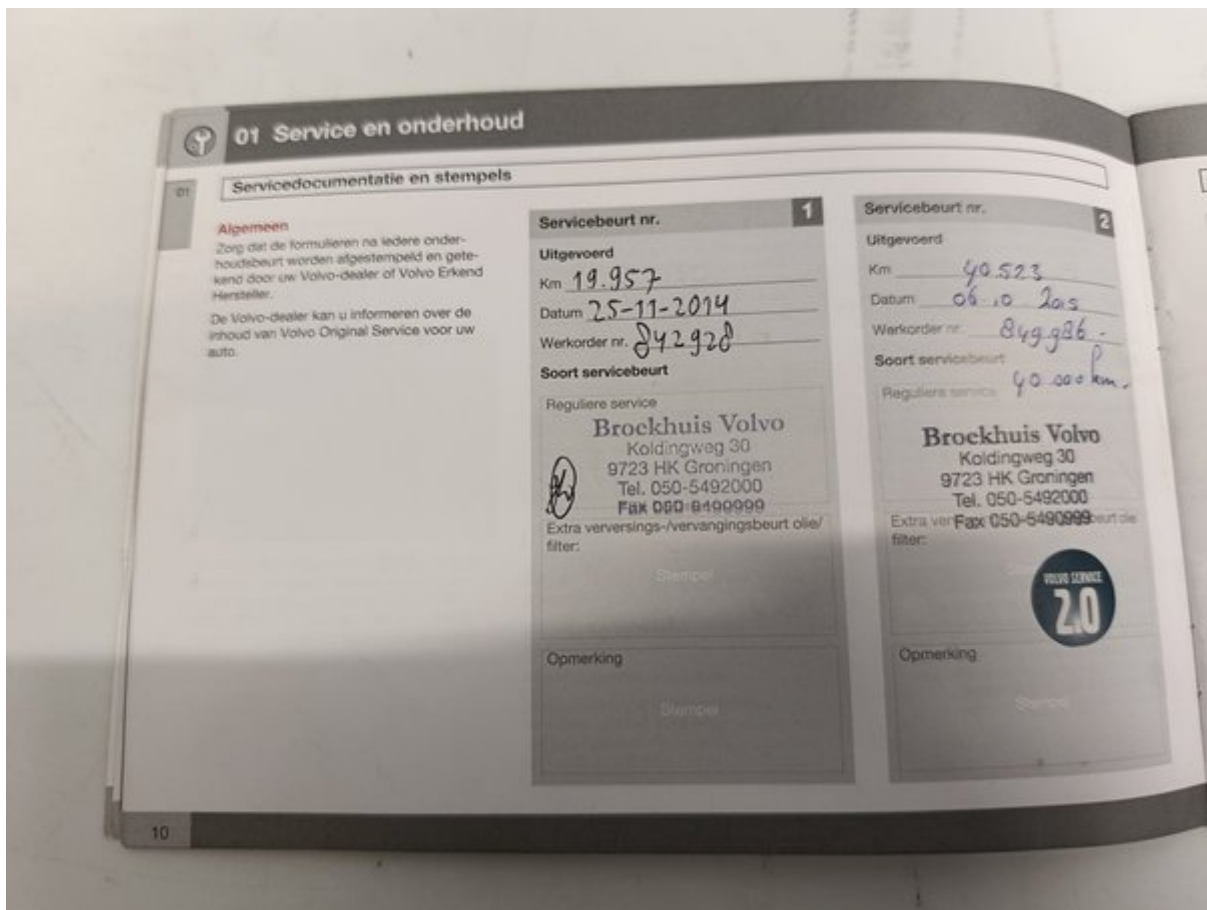 01 Service en onderhoud
01
Servicedocumentatie en stempels
Algemeen
Zorg dat de formulieren na iedere onder-
houdsbeurt worden afgestempeld en gete-
kend door uw Volvo-dealer of Volvo Erkend
Hersteller.
De Volvo-dealer kan u informeren over de
inhoud van Volvo Original Service voor uw
auto.
Servicebeurt nr.
1
Uitgevoerd
Km 19.957
Datum 25-11-2014
Werkorder nr. 842928
Soort servicebeurt
Reguliere service
Broekhuis Volvo
Koldingweg 30
9723 HK Groningen
Tel. 050-5492000
Fax 050-5490999
Extra verversings-/vervangingsbeurt olie/
filter:
Stempel
Opmerking
Stempel
Servicebeurt nr.
2
Uitgevoerd
Km 40.523
Datum 06 10 2015
Werkorder nr. 849986.-
Soort servicebeurt
Reguliere service 40.000 km.
Broekhuis Volvo
Koldingweg 30
9723 HK Groningen
Tel. 050-5492000
Fax 050-5490999
Extra beurt olie
filter:
VOLVO SERVICE
2.0
Opmerking
Stempel
10